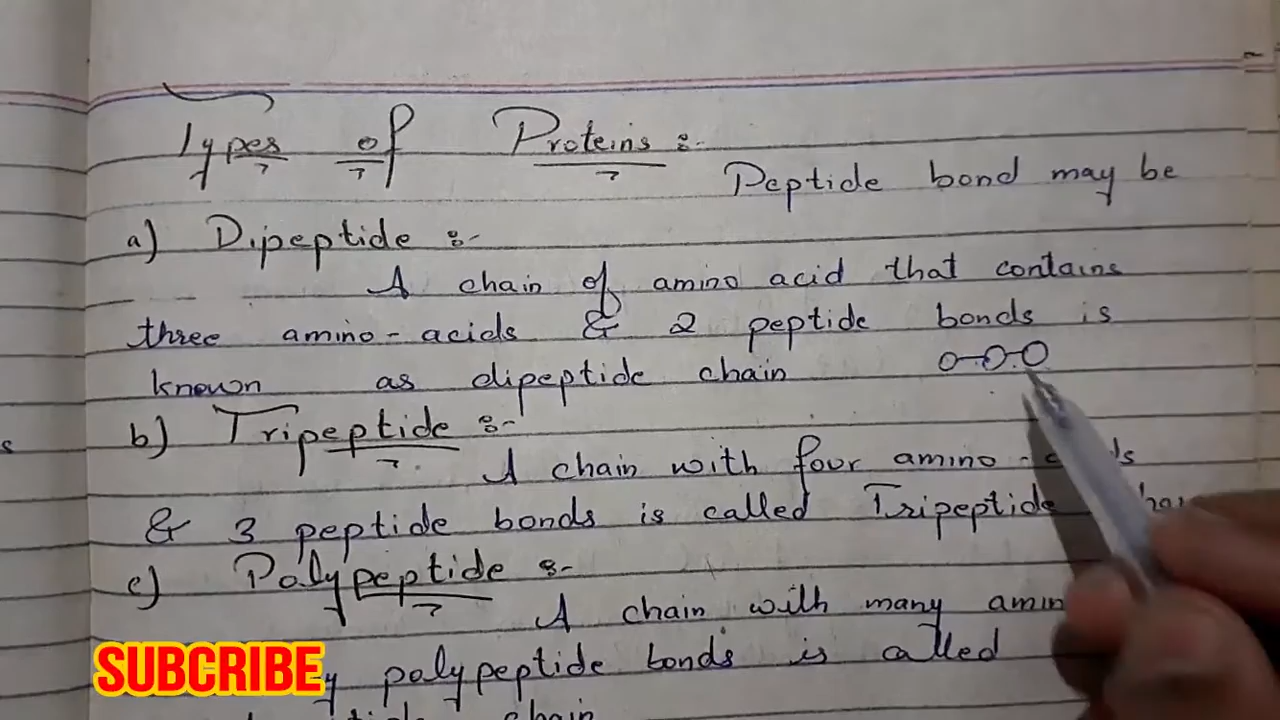 Types of Proteins :-
Peptide bond may be
a) Dipeptide :-
A chain of amino acid that contains
three amino-acids & 2 peptide bonds is
known as dipeptide chain
b) Tripeptide :-
A chain with four amino
& 3 peptide bonds is called Tripeptide
c) Polypeptide :-
A chain with many
polypeptide bonds is called
chain
SUBCRIBE